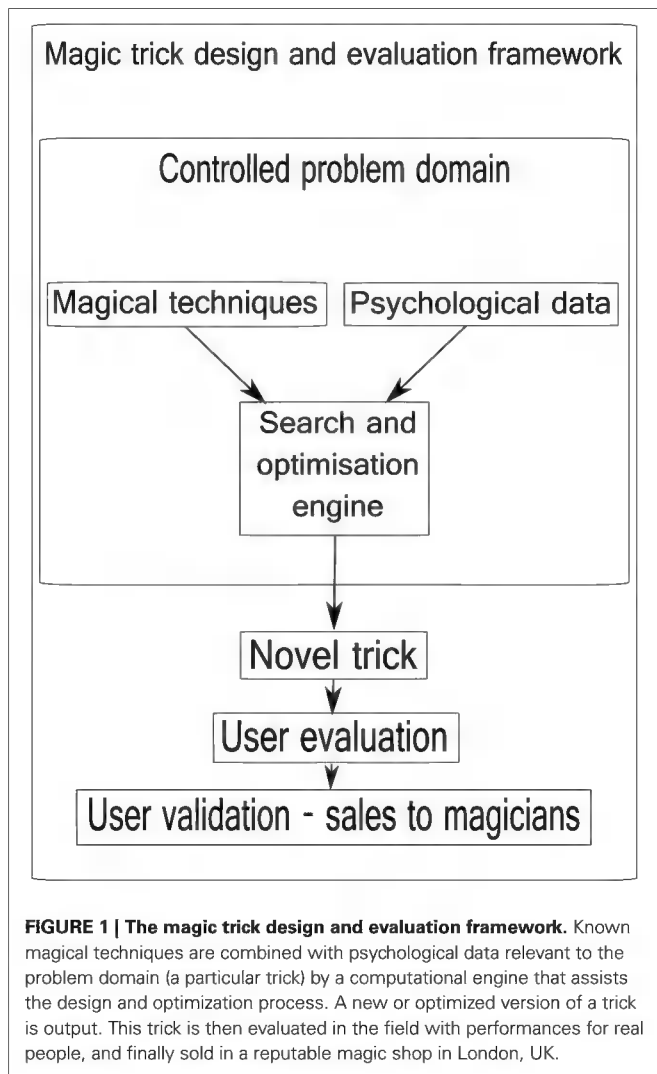 Magic trick design and evaluation framework
Controlled problem domain
Magical techniques
Psychological data
Search and
optimisation
engine
Novel trick
User evaluation
User validation - sales to magicians
FIGURE 1 | The magic trick design and evaluation framework. Known
magical techniques are combined with psychological data relevant to the
problem domain (a particular trick) by a computational engine that assists
the design and optimization process. A new or optimized version of a trick
is output. This trick is then evaluated in the field with performances for real
people, and finally sold in a reputable magic shop in London, UK.